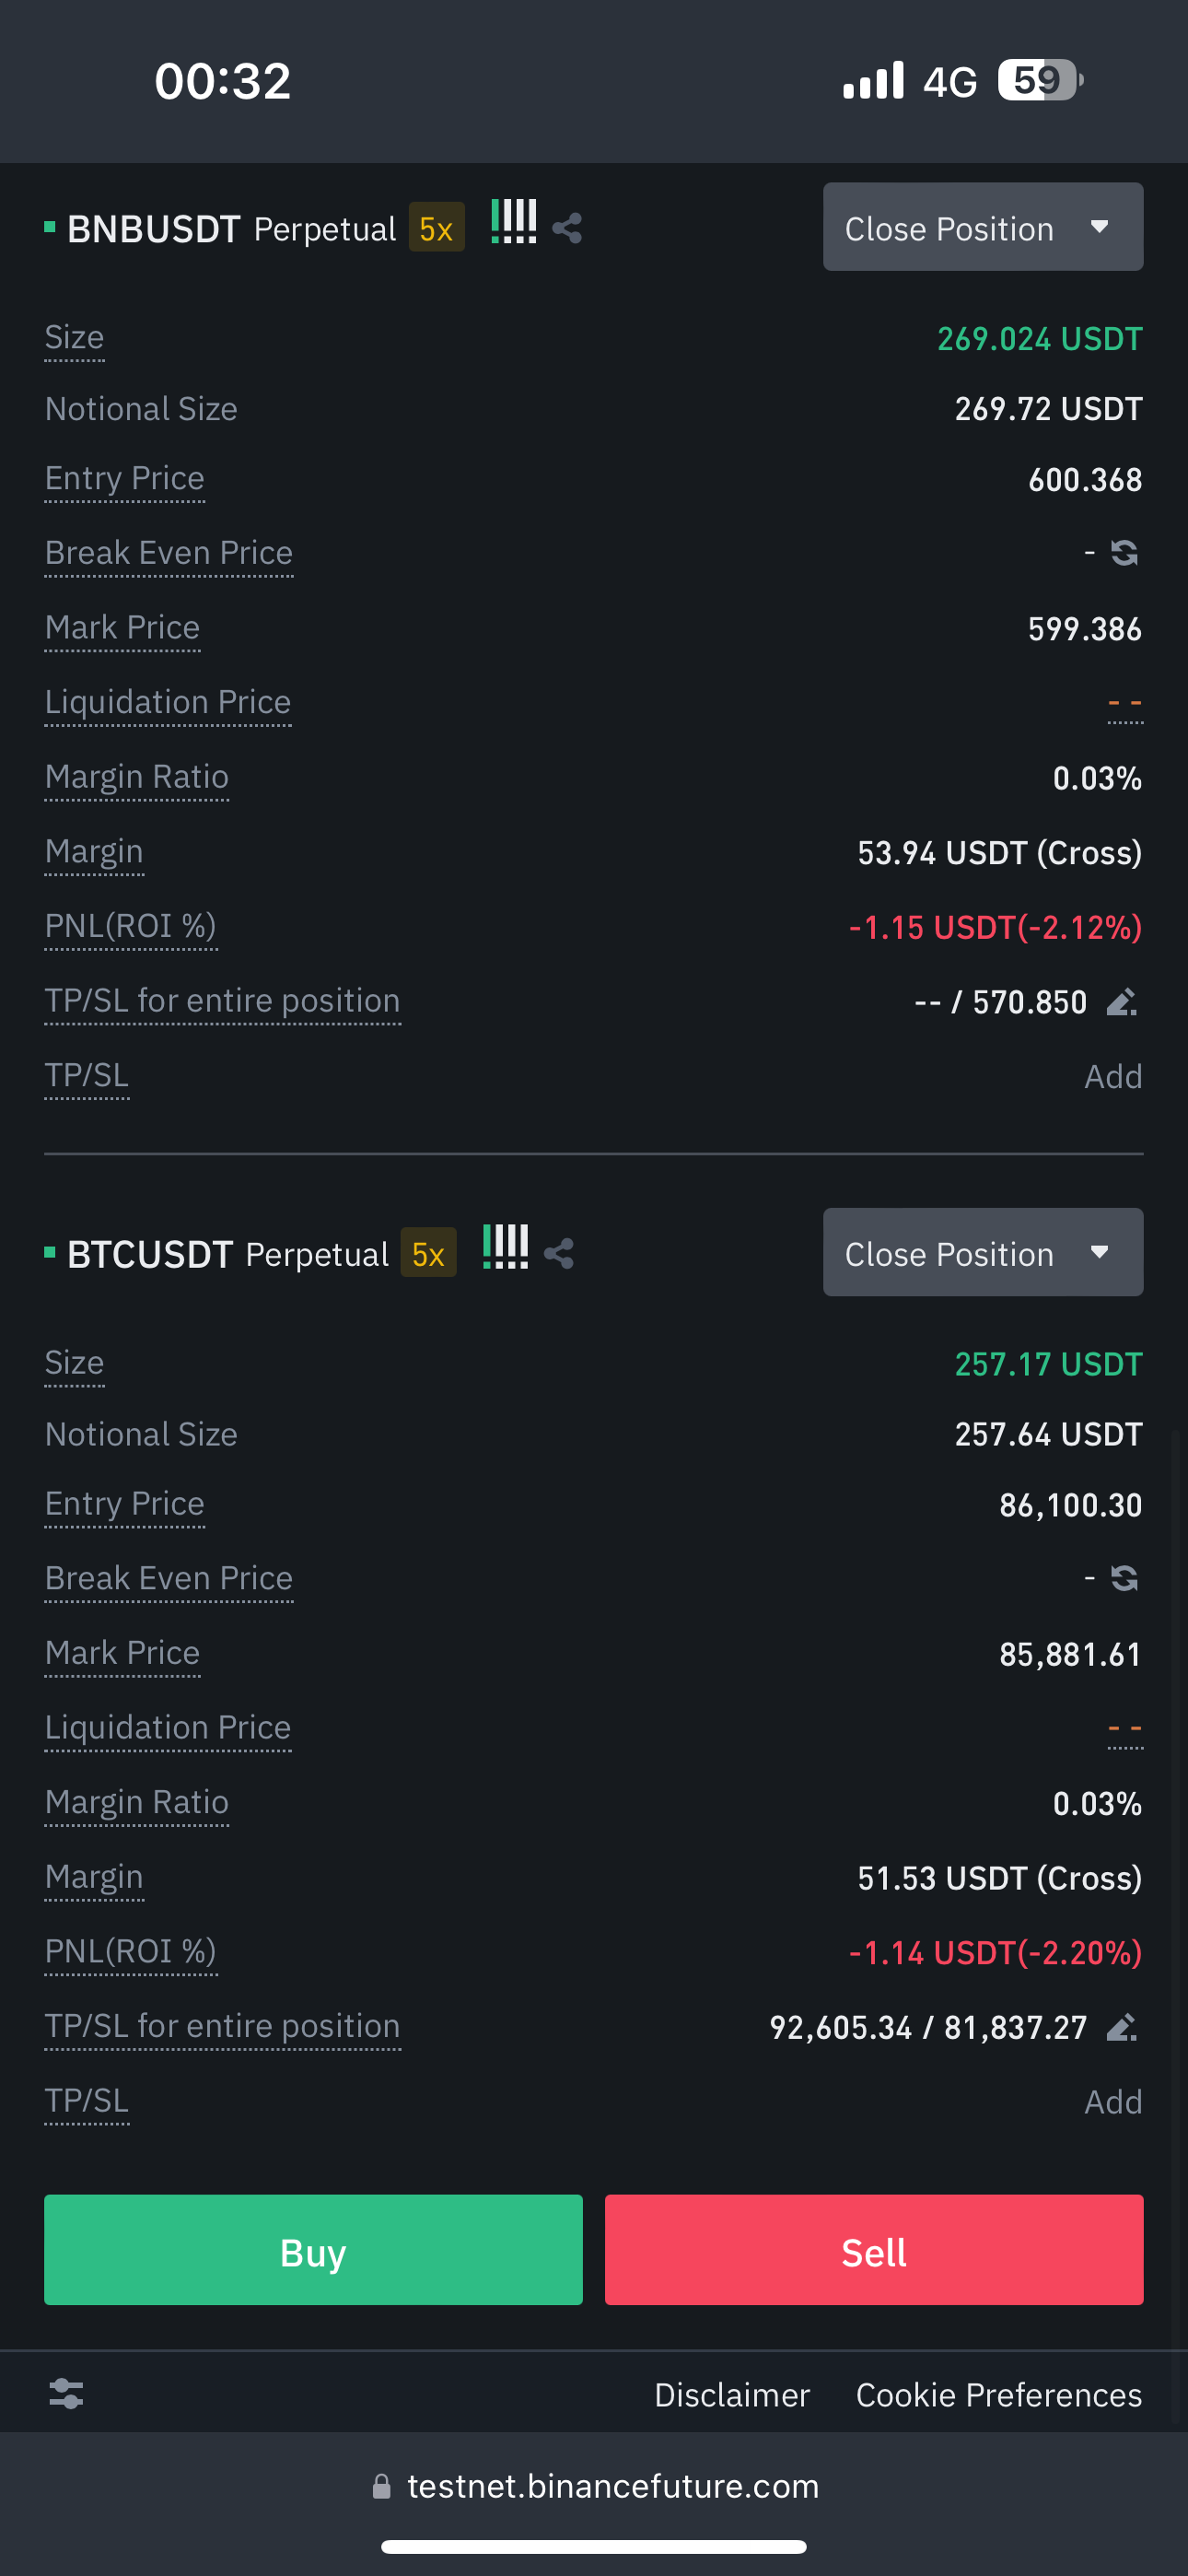 00:32 4G 59
BNBUSDT Perpetual 5x Close Position
Size 269.024 USDT
Notional Size 269.72 USDT
Entry Price 600.368
Break Even Price -
Mark Price 599.386
Liquidation Price - -
Margin Ratio 0.03%
Margin 53.94 USDT (Cross)
PNL(ROI %) -1.15 USDT(-2.12%)
TP/SL for entire position -- / 570.850
TP/SL Add
BTCUSDT Perpetual 5x Close Position
Size 257.17 USDT
Notional Size 257.64 USDT
Entry Price 86,100.30
Break Even Price -
Mark Price 85,881.61
Liquidation Price - -
Margin Ratio 0.03%
Margin 51.53 USDT (Cross)
PNL(ROI %) -1.14 USDT(-2.20%)
TP/SL for entire position 92,605.34 / 81,837.27
TP/SL Add
Buy Sell
Disclaimer Cookie Preferences
testnet.binancefuture.com